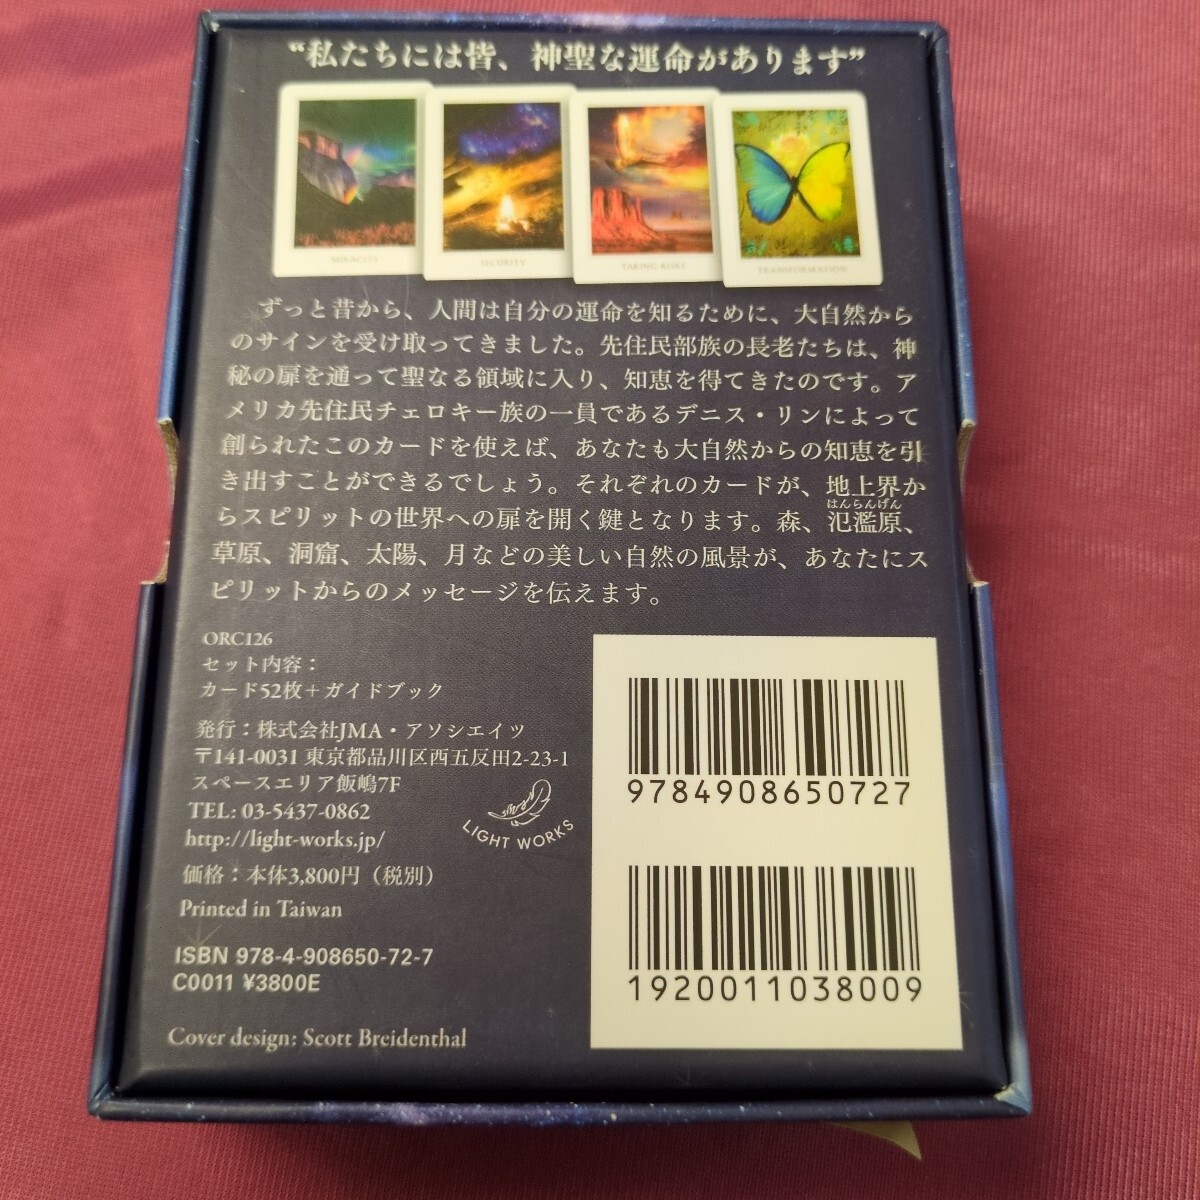 “私たちには皆、神聖な運命があります”
SECURITY
TAKING RISKS
TRANSFORMATION
ずっと昔から、人間は自分の運命を知るために、大自然から
のサインを受け取ってきました。先住民部族の長老たちは、神
秘の扉を通って聖なる領域に入り、知恵を得てきたのです。ア
メリカ先住民チェロキー族の一員であるデニス・リンによって
創られたこのカードを使えば、あなたも大自然からの知恵を引
き出すことができるでしょう。それぞれのカードが、地上界か
はんらんげん
らスピリットの世界への扉を開く鍵となります。森、氾濫原、
草原、洞窟、太陽、月などの美しい自然の風景が、あなたにス
ピリットからのメッセージを伝えます。
ORC126
セット内容：
カード52枚＋ガイドブック
発行：株式会社JMA・アソシエイツ
〒141-0031 東京都品川区西五反田2-23-1
スペースエリア飯嶋7F
TEL: 03-5437-0862
http://light-works.jp/
LIGHT WORKS
価格：本体3,800円（税別）
Printed in Taiwan
ISBN 978-4-908650-72-7
C0011 ¥3800E
Cover design: Scott Breidenthal
9784908650727
1920011038009